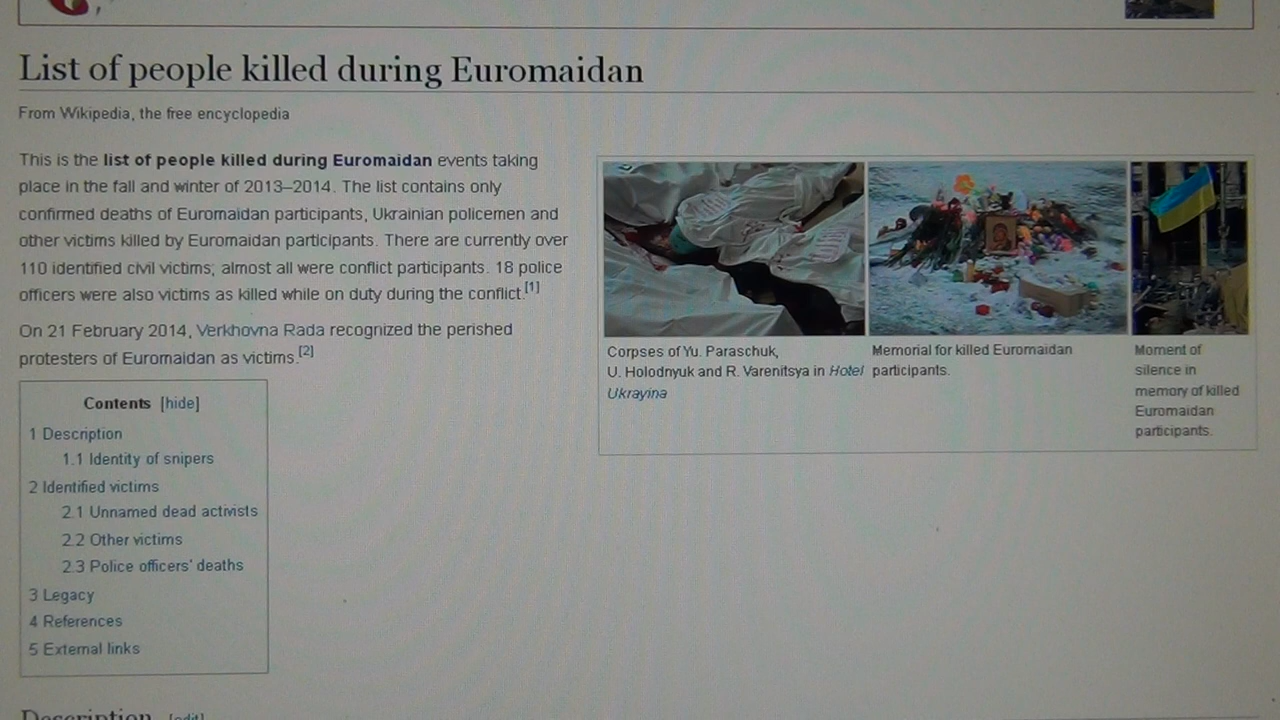 List of people killed during Euromaidan
From Wikipedia, the free encyclopedia
This is the list of people killed during Euromaidan events taking
place in the fall and winter of 2013–2014. The list contains only
confirmed deaths of Euromaidan participants, Ukrainian policemen and
other victims killed by Euromaidan participants. There are currently over
110 identified civil victims; almost all were conflict participants. 18 police
officers were also victims as killed while on duty during the conflict.[1]
On 21 February 2014, Verkhovna Rada recognized the perished
protesters of Euromaidan as victims.[2]
Corpses of Yu. Paraschuk,
U. Holodnyuk and R. Varenitsya in Hotel
Ukrayina
Memorial for killed Euromaidan
participants.
Moment of
silence in
memory of killed
Euromaidan
participants.
Contents [hide]
1 Description
1.1 Identity of snipers
2 Identified victims
2.1 Unnamed dead activists
2.2 Other victims
2.3 Police officers' deaths
3 Legacy
4 References
5 External links
Description [edit]